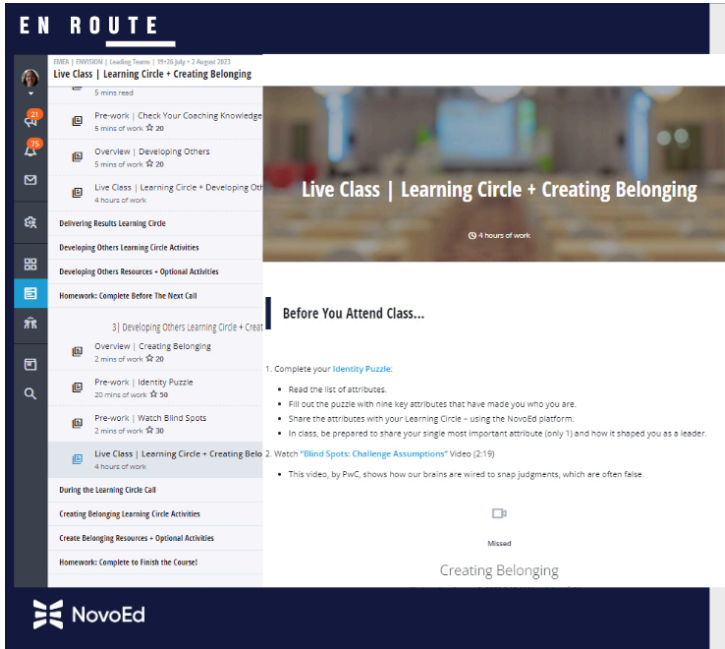 EN ROUTE
EMEA | ENVISION | Leading Teams | 19+26 July + 2 August 2023
Live Class | Learning Circle + Creating Belonging
5 mins read
21
Pre-work | Check Your Coaching Knowledge
5 mins of work ☆ 20
75
Overview | Developing Others
5 mins of work ☆ 20
Live Class | Learning Circle + Developing Oth
4 hours of work
Delivering Results Learning Circle
Developing Others Learning Circle Activities
Developing Others Resources + Optional Activities
Homework: Complete Before The Next Call
3| Developing Others Learning Circle + Creat
Overview | Creating Belonging
2 mins of work ☆ 20
Pre-work | Identity Puzzle
20 mins of work ☆ 50
Pre-work | Watch Blind Spots
2 mins of work ☆ 30
Live Class | Learning Circle + Creating Belo
4 hours of work
During the Learning Circle Call
Creating Belonging Learning Circle Activities
Create Belonging Resources + Optional Activities
Homework: Complete to Finish the Course!
Live Class | Learning Circle + Creating Belonging
4 hours of work
Before You Attend Class...
1. Complete your Identity Puzzle:
• Read the list of attributes.
• Fill out the puzzle with nine key attributes that have made you who you are.
• Share the attributes with your Learning Circle – using the NovoEd platform.
• In class, be prepared to share your single most important attribute (only 1) and how it shaped you as a leader.
2. Watch "Blind Spots: Challenge Assumptions" Video (2:19)
• This video, by PwC, shows how our brains are wired to snap judgments, which are often false.
Missed
Creating Belonging
NovoEd